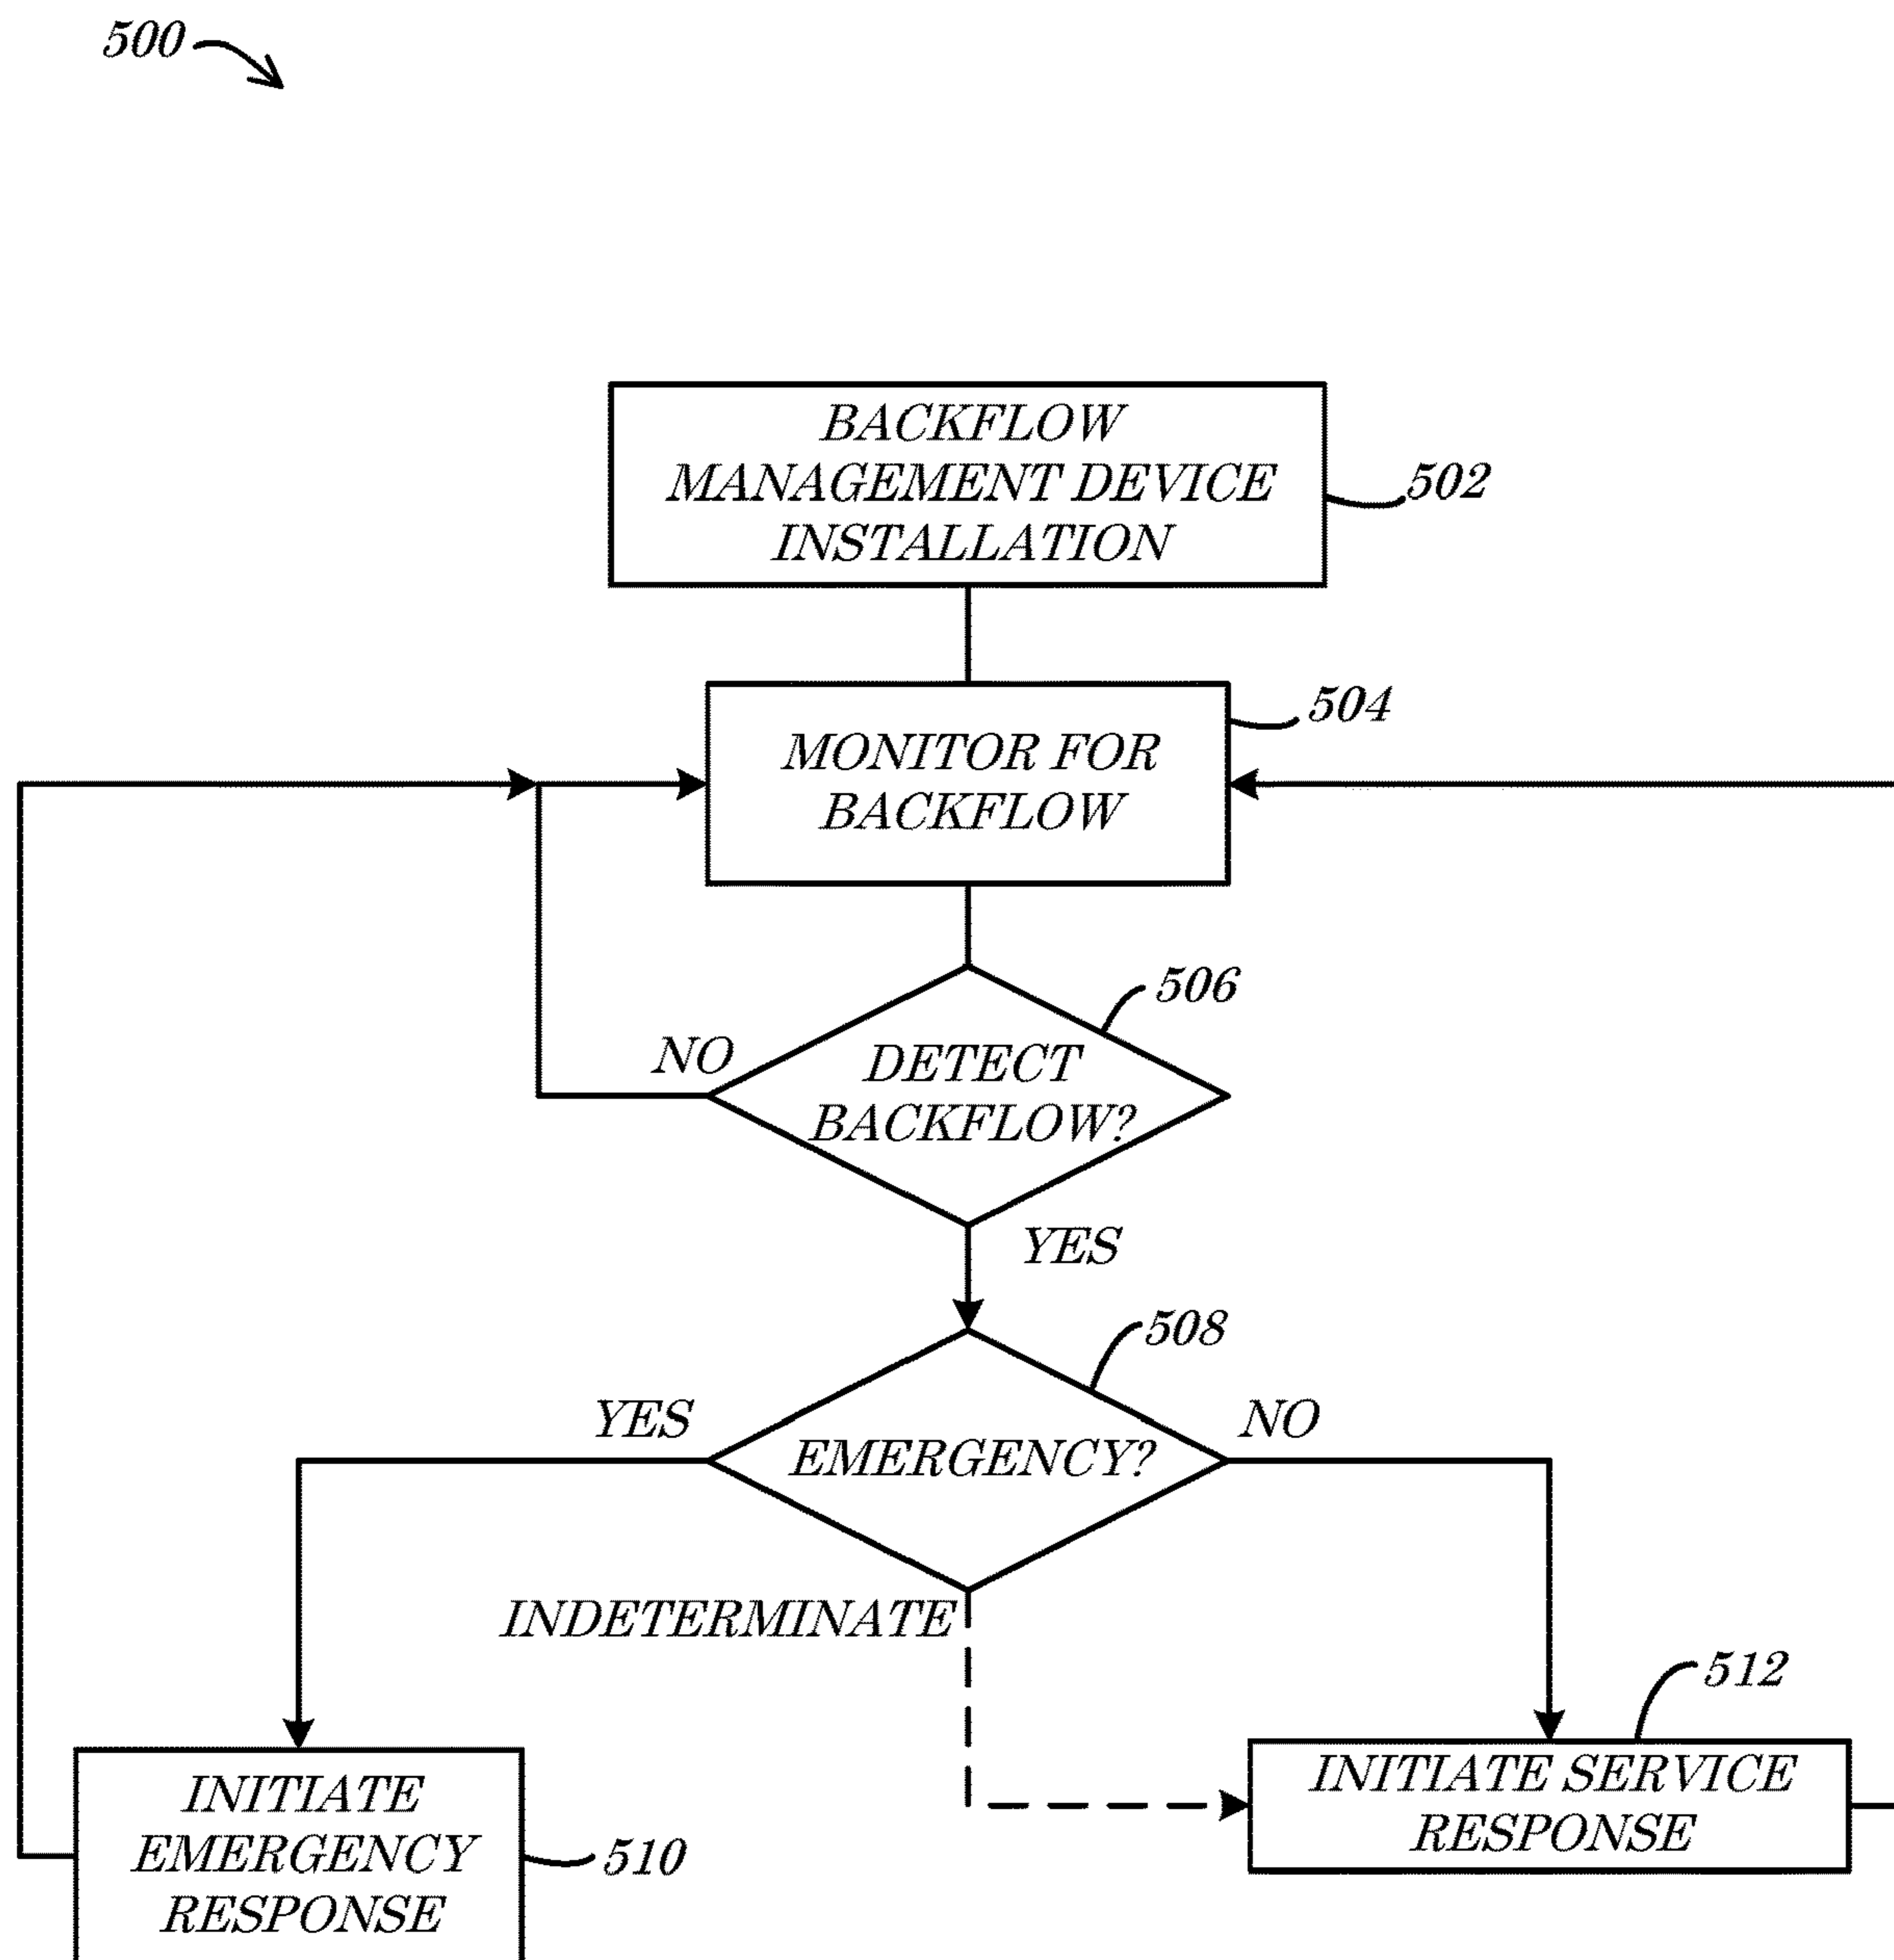 500
BACKFLOW
MANAGEMENT DEVICE
INSTALLATION
502
504
MONITOR FOR
BACKFLOW
506
NO
DETECT
BACKFLOW?
YES
508
YES
NO
EMERGENCY?
INDETERMINATE
512
INITIATE SERVICE
RESPONSE
INITIATE
EMERGENCY
RESPONSE
510